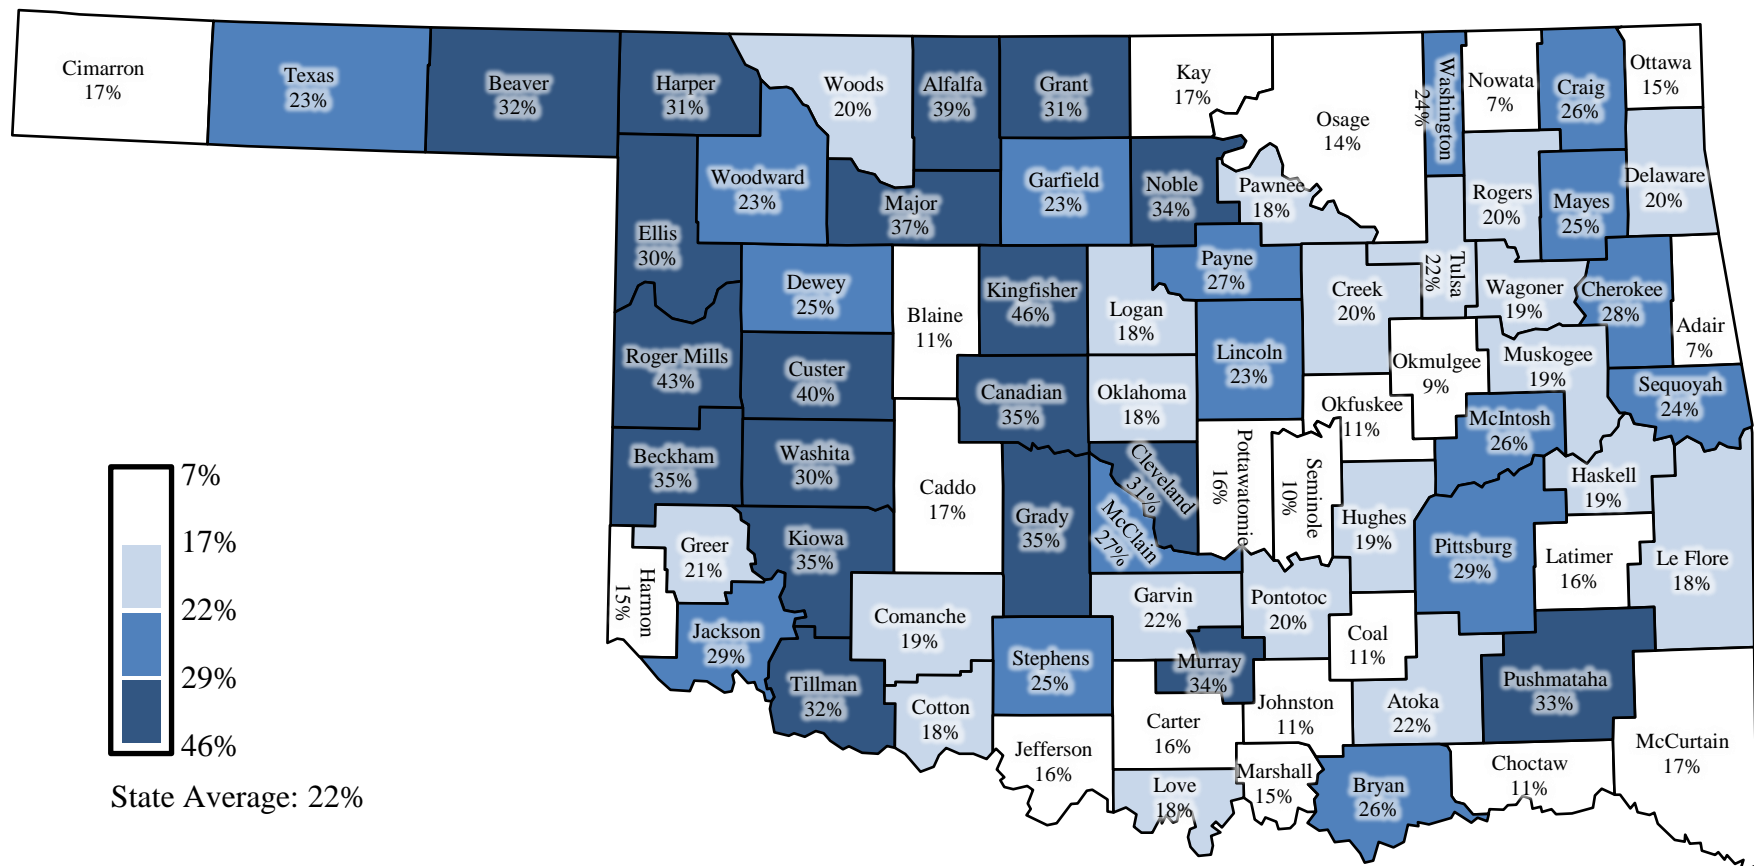 Cimarron
17%
Texas
23%
Beaver
32%
Harper
31%
Woods
20%
Alfalfa
39%
Grant
31%
Kay
17%
Osage
14%
Washington
24%
Nowata
7%
Craig
26%
Ottawa
15%
Ellis
30%
Woodward
23%
Major
37%
Garfield
23%
Noble
34%
Pawnee
18%
Rogers
20%
Mayes
25%
Delaware
20%
Roger Mills
43%
Dewey
25%
Blaine
11%
Kingfisher
46%
Logan
18%
Payne
27%
Creek
20%
Tulsa
22%
Wagoner
19%
Cherokee
28%
Adair
7%
Custer
40%
Canadian
35%
Oklahoma
18%
Lincoln
23%
Okfuskee
11%
Okmulgee
9%
Muskogee
19%
Sequoyah
24%
Beckham
35%
Washita
30%
Caddo
17%
Grady
35%
Cleveland
31%
McClain
27%
Pottawatomie
16%
Seminole
10%
Hughes
19%
McIntosh
26%
Haskell
19%
Pittsburg
29%
Latimer
16%
Le Flore
18%
Harmon
15%
Greer
21%
Kiowa
35%
Jackson
29%
Tillman
32%
Comanche
19%
Cotton
18%
Stephens
25%
Garvin
22%
Murray
34%
Pontotoc
20%
Coal
11%
Johnston
11%
Atoka
22%
Pushmataha
33%
McCurtain
17%
Jefferson
16%
Carter
16%
Love
18%
Marshall
15%
Bryan
26%
Choctaw
11%
7%
17%
22%
29%
46%
State Average: 22%